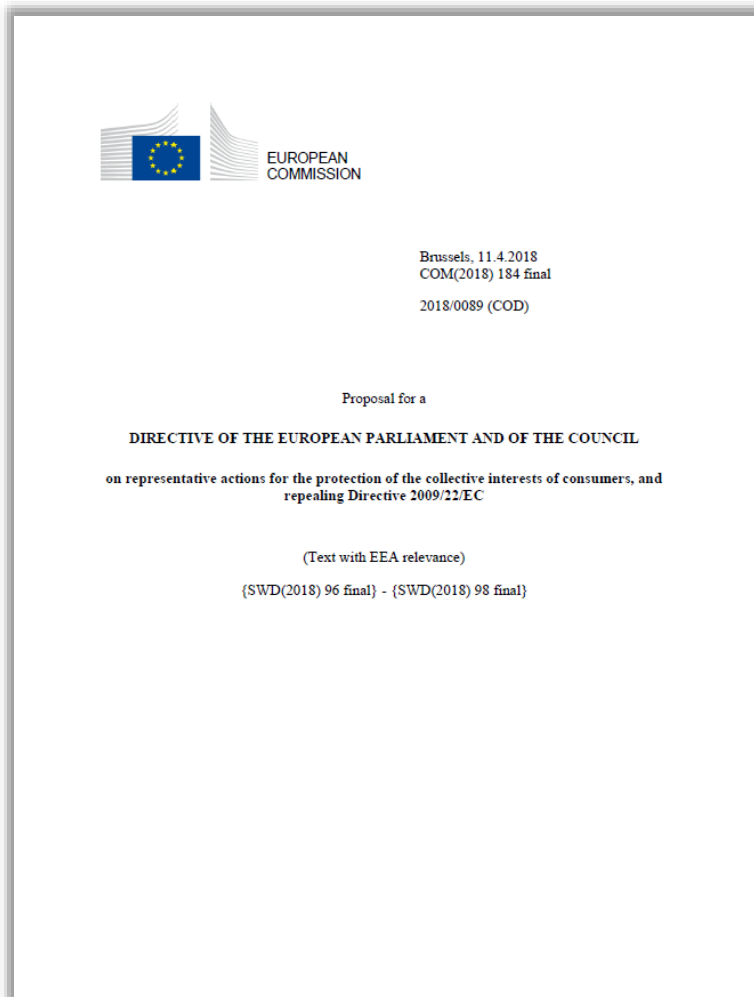 EUROPEAN
COMMISSION
Brussels, 11.4.2018
COM(2018) 184 final
2018/0089 (COD)
Proposal for a
DIRECTIVE OF THE EUROPEAN PARLIAMENT AND OF THE COUNCIL
on representative actions for the protection of the collective interests of consumers, and
repealing Directive 2009/22/EC
(Text with EEA relevance)
{SWD(2018) 96 final} - {SWD(2018) 98 final}